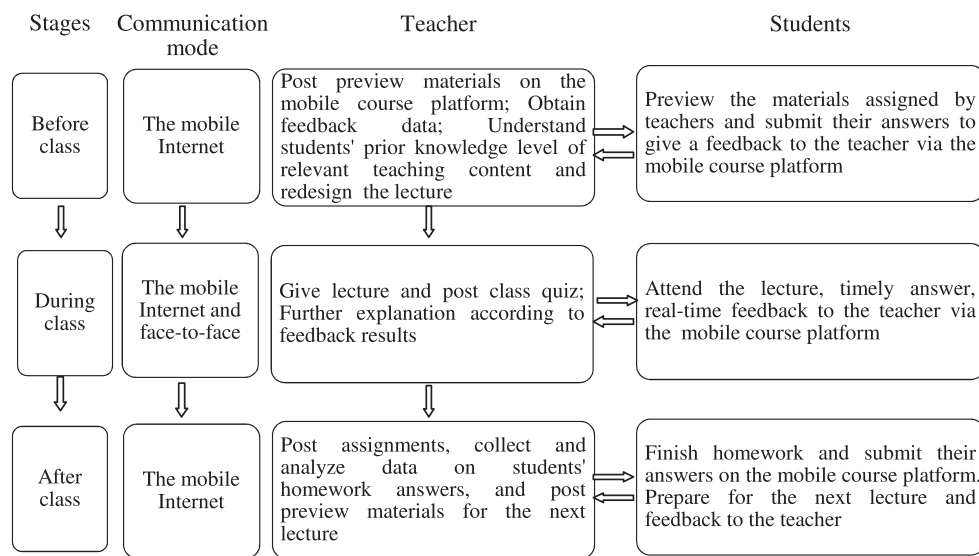 Stages
Communication
mode
Teacher
Students
Before
class
The mobile
Internet
Post preview materials on the
mobile course platform; Obtain
feedback data; Understand
students' prior knowledge level of
relevant teaching content and
redesign the lecture
Preview the materials assigned by
teachers and submit their answers to
give a feedback to the teacher via the
mobile course platform
During
class
The mobile
Internet and
face-to-face
Give lecture and post class quiz;
Further explanation according to
feedback results
Attend the lecture, timely answer,
real-time feedback to the teacher via
the mobile course platform
After
class
The mobile
Internet
Post assignments, collect and
analyze data on students'
homework answers, and post
preview materials for the next
lecture
Finish homework and submit their
answers on the mobile course platform.
Prepare for the next lecture and
feedback to the teacher